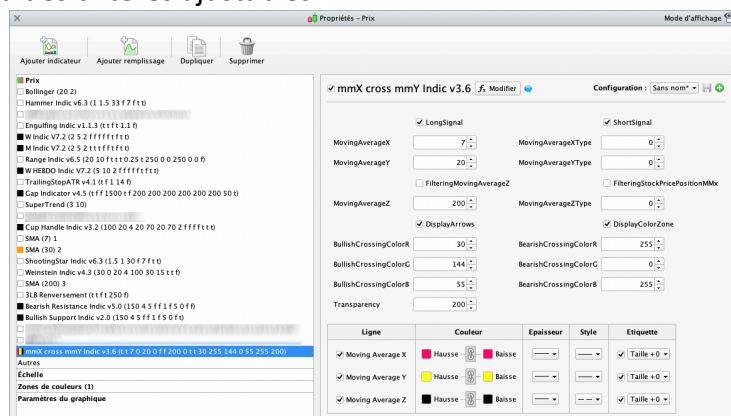 Propriétés – Prix
Mode d'affichage
Ajouter indicateur
Ajouter remplissage
Dupliquer
Supprimer
Prix
Bollinger (20 2)
Hammer Indic v6.3 (1 1.5 33 f 7 f t t)
Engulfing Indic v1.1.3 (t t f t 1.1 f)
W Indic V7.2 (2 5 2 f f f f f t f t t)
M Indic V7.2 (2 5 2 t t t f t f t t)
Range Indic v6.5 (20 10 f t t t 0.25 t 250 0 0 250 0 0 f)
W HEBDO Indic V7.2 (5 10 2 f f f f t f t t)
TrailingStopATR v4.1 (t f 1 14 f)
Gap Indicator v4.5 (t f f 1500 t f 200 200 200 200 200 200 50 t)
SuperTrend (3 10)
Cup Handle Indic v3.2 (100 20 4 20 70 20 70 2 f f f f t t t)
SMA (7) 1
SMA (30) 2
ShootingStar Indic v6.3 (1.5 1 30 f 7 f t t)
Weinstein Indic v4.3 (30 0 20 4 100 30 15 t t f)
SMA (200) 3
3LB Renversement (t t f t 250 f)
Bearish Resistance Indic v5.0 (150 4 5 f f 1 f 5 0 f f)
Bullish Support Indic v2.0 (150 4 5 f f 1 f 5 0 f t)
mmX cross mmY Indic v3.6 (t t 7 0 20 0 f f 200 0 t t 30 255 144 0 55 255 200)
Autres
Échelle
Zones de couleurs (1)
Paramètres du graphique
mmX cross mmY Indic v3.6 Modifier Configuration : Sans nom*
LongSignal ShortSignal
MovingAverageX 7 MovingAverageXType 0
MovingAverageY 20 MovingAverageYType 0
FilteringMovingAverageZ FilteringStockPricePositionMMx
MovingAverageZ 200 MovingAverageZType 0
DisplayArrows DisplayColorZone
BullishCrossingColorR 30 BearishCrossingColorR 255
BullishCrossingColorG 144 BearishCrossingColorG 0
BullishCrossingColorB 55 BearishCrossingColorB 255
Transparency 200
Ligne Couleur Epaisseur Style Etiquette
Moving Average X Hausse Baisse Taille +0
Moving Average Y Hausse Baisse Taille +0
Moving Average Z Hausse Baisse Taille +0